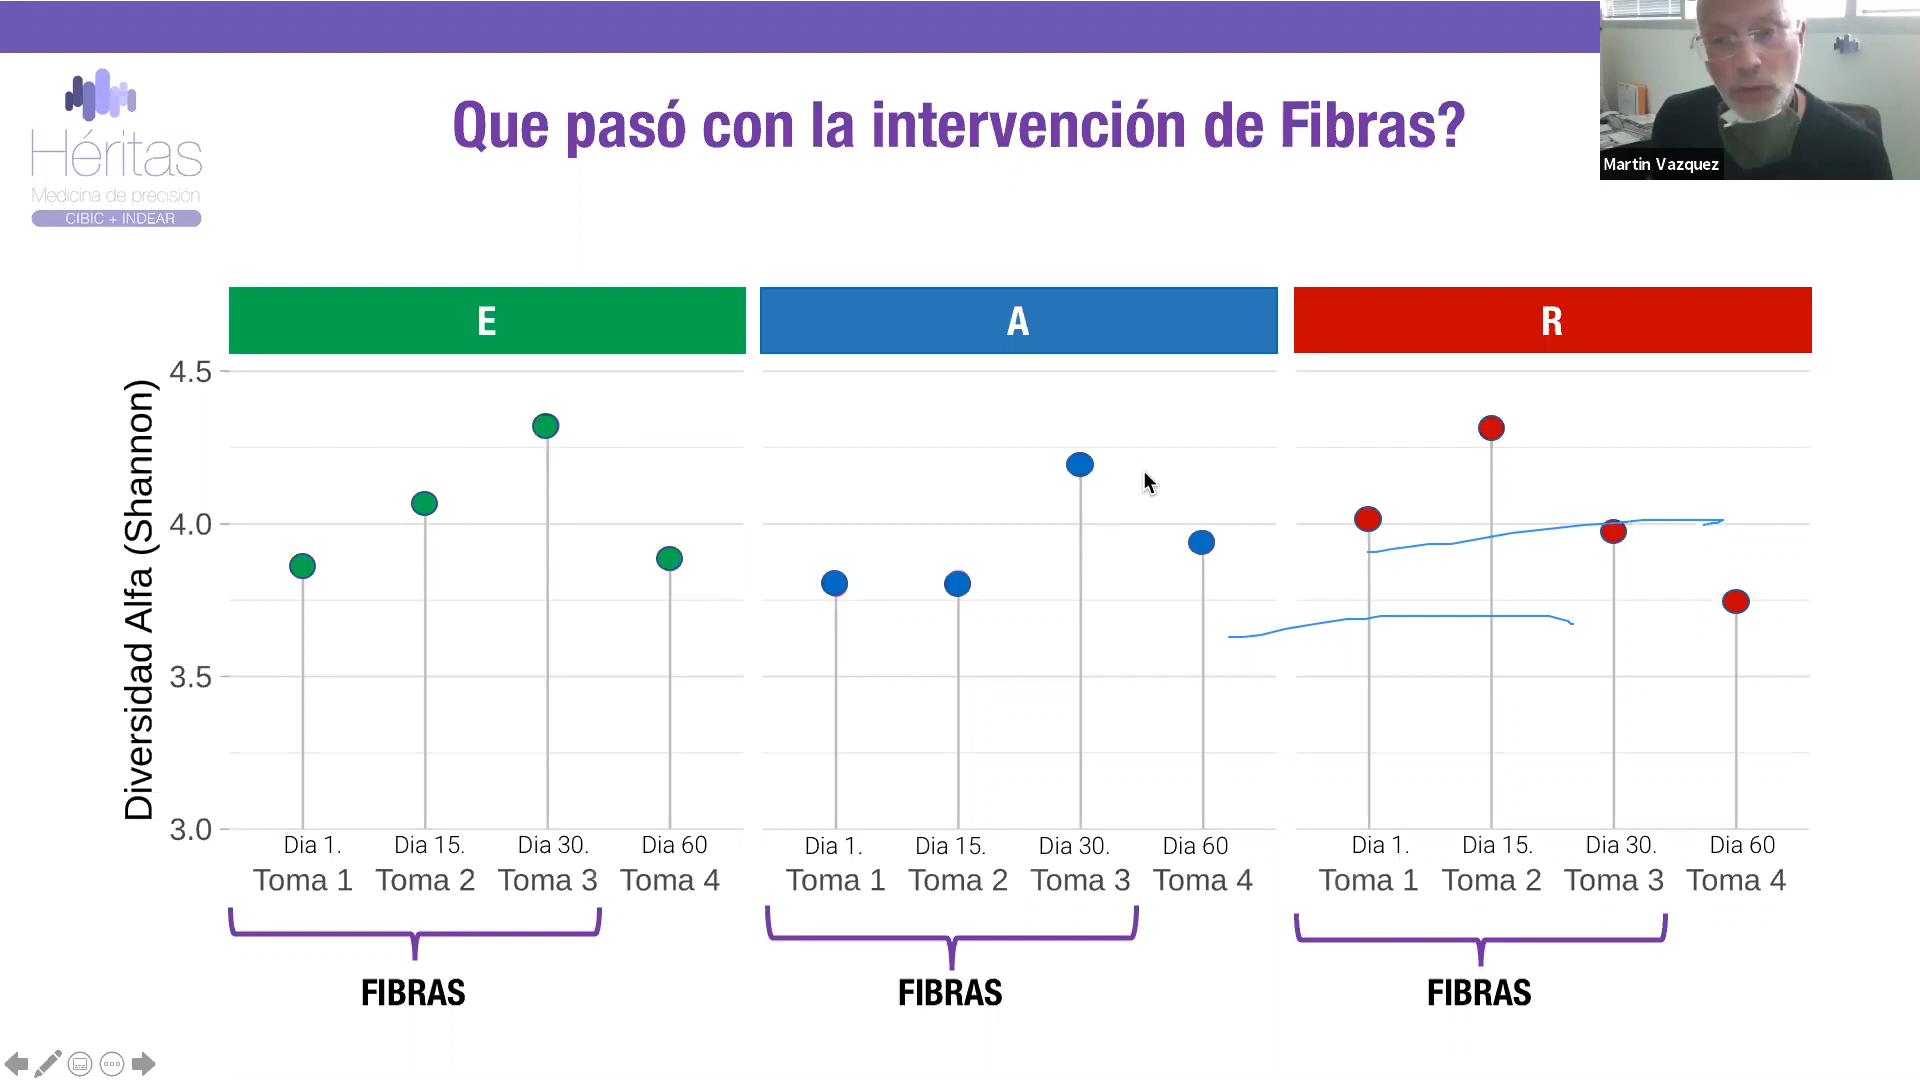 Que pasó con la intervención de Fibras?
Martin Vazquez
Héritas
Medicina de precisión
CIBIC + INDEAR
E
A
R
Diversidad Alfa (Shannon)
4.5
4.0
3.5
3.0
Dia 1. Dia 15. Dia 30. Dia 60
Toma 1 Toma 2 Toma 3 Toma 4
FIBRAS
Dia 1. Dia 15. Dia 30. Dia 60
Toma 1 Toma 2 Toma 3 Toma 4
FIBRAS
Dia 1. Dia 15. Dia 30. Dia 60
Toma 1 Toma 2 Toma 3 Toma 4
FIBRAS